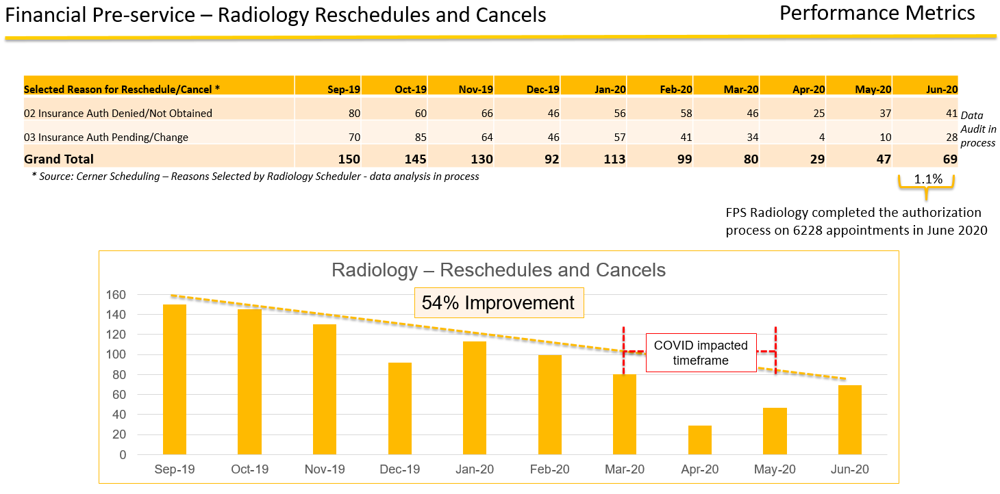 Financial Pre-service – Radiology Reschedules and Cancels
Performance Metrics
Selected Reason for Reschedule/Cancel * Sep-19 Oct-19 Nov-19 Dec-19 Jan-20 Feb-20 Mar-20 Apr-20 May-20 Jun-20
02 Insurance Auth Denied/Not Obtained 80 60 66 46 56 58 46 25 37 41
03 Insurance Auth Pending/Change 70 85 64 46 57 41 34 4 10 28
Grand Total 150 145 130 92 113 99 80 29 47 69
Data
Audit in
process
* Source: Cerner Scheduling – Reasons Selected by Radiology Scheduler - data analysis in process
1.1%
FPS Radiology completed the authorization
process on 6228 appointments in June 2020
Radiology – Reschedules and Cancels
54% Improvement
COVID impacted
timeframe
160
140
120
100
80
60
40
20
0
Sep-19 Oct-19 Nov-19 Dec-19 Jan-20 Feb-20 Mar-20 Apr-20 May-20 Jun-20